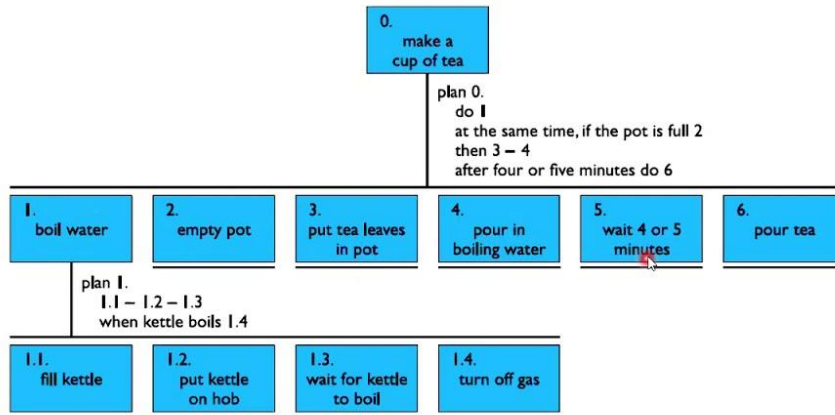 0.
make a
cup of tea
plan 0.
do 1
at the same time, if the pot is full 2
then 3 – 4
after four or five minutes do 6
1.
boil water
2.
empty pot
3.
put tea leaves
in pot
4.
pour in
boiling water
5.
wait 4 or 5
minutes
6.
pour tea
plan 1.
1.1 – 1.2 – 1.3
when kettle boils 1.4
1.1.
fill kettle
1.2.
put kettle
on hob
1.3.
wait for kettle
to boil
1.4.
turn off gas